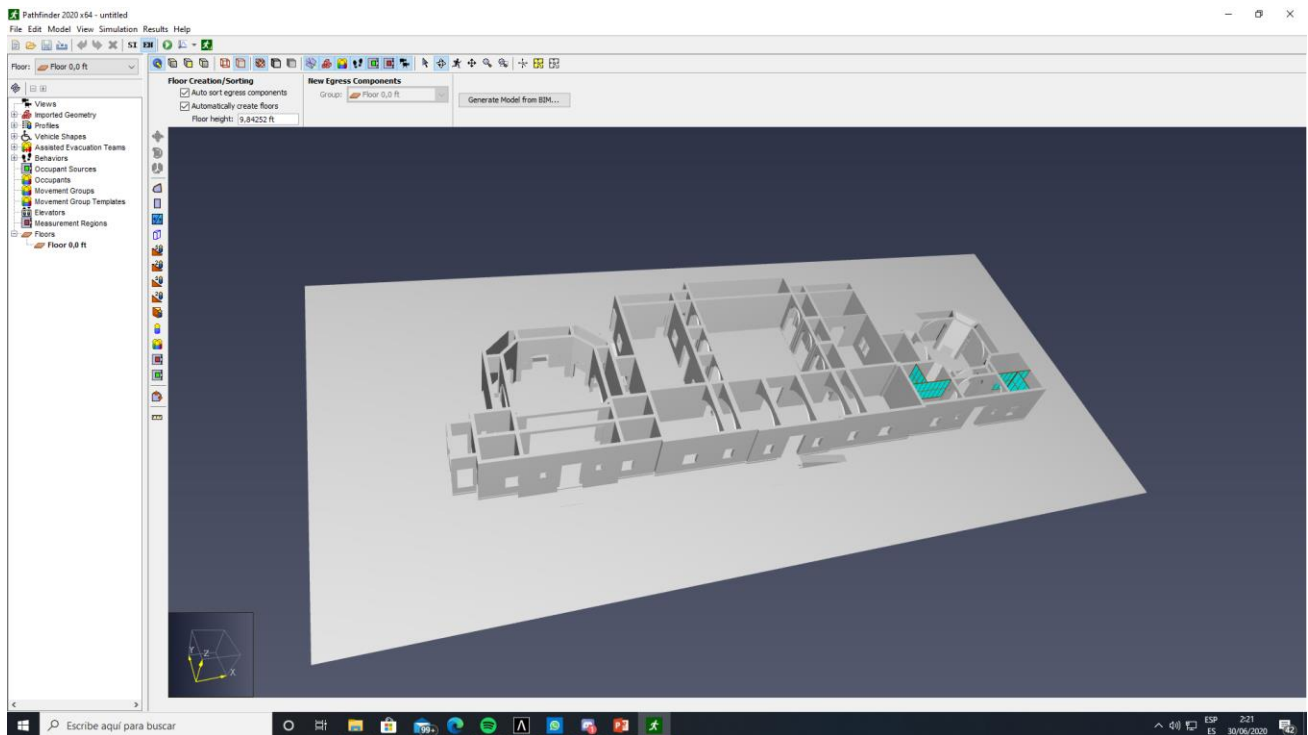 Pathfinder 2020 x64 - untitled
File Edit Model View Simulation Results Help
SI EN
Floor: Floor 0,0 ft
Floor Creation/Sorting
Auto sort egress components
Automatically create floors
Floor height: 9,84252 ft
New Egress Components
Group: Floor 0,0 ft
Generate Model from BIM...
Views
Imported Geometry
Profiles
Vehicle Shapes
Assisted Evacuation Teams
Behaviors
Occupant Sources
Occupants
Movement Groups
Movement Group Templates
Elevators
Measurement Regions
Floors
Floor 0,0 ft
Y
Z
X
Escribe aquí para buscar
99+
ESP
ES
2:21
30/06/2020
42